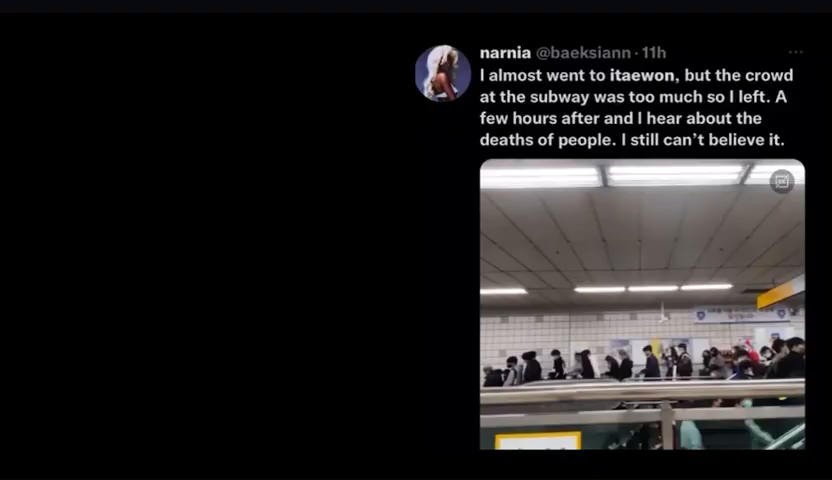 narnia @baeksiann · 11h
I almost went to itaewon, but the crowd
at the subway was too much so I left. A
few hours after and I hear about the
deaths of people. I still can't believe it.